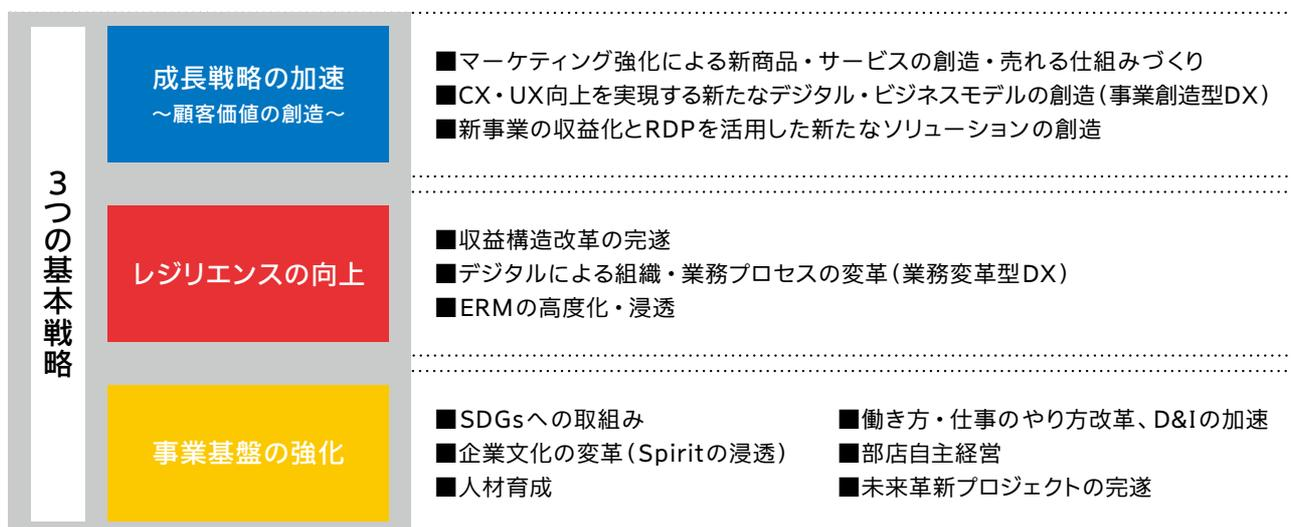 3つの基本戦略
成長戦略の加速
～顧客価値の創造～
■マーケティング強化による新商品・サービスの創造・売れる仕組みづくり
■CX・UX向上を実現する新たなデジタル・ビジネスモデルの創造(事業創造型DX)
■新事業の収益化とRDPを活用した新たなソリューションの創造
レジリエンスの向上
■収益構造改革の完遂
■デジタルによる組織・業務プロセスの変革(業務変革型DX)
■ERMの高度化・浸透
事業基盤の強化
■SDGsへの取組み
■企業文化の変革(Spiritの浸透)
■人材育成
■働き方・仕事のやり方改革、D&Iの加速
■部店自主経営
■未来革新プロジェクトの完遂